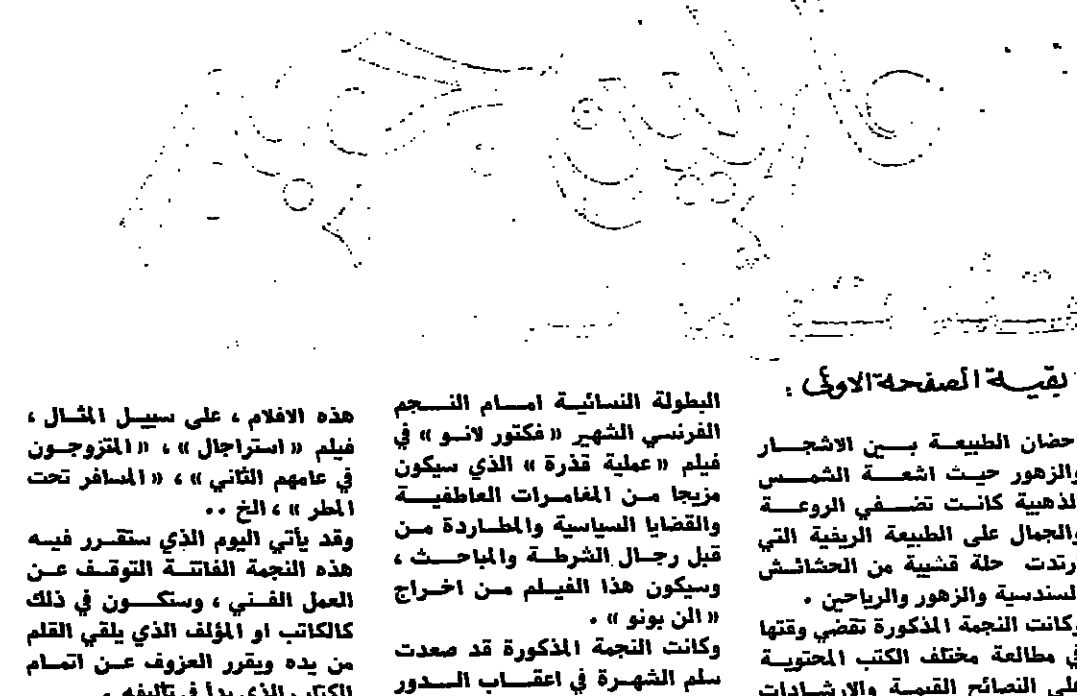 بقية الصفحة الاولى :
احضان الطبيعة بين الاشجار
والزهور حيث اشعة الشمس
الذهبية كانت تضفي الروعة
والجمال على الطبيعة الريفية التي
ارتدت حلة قشيبة من الحشائش
السندسية والزهور والرياحين .
وكانت النجمة المذكورة تقضي وقتها
في مطالعة مختلف الكتب المحتوية
على النصائح القيمة والارشادات
البطولة النسائية امام النجم
الفرنسي الشهير « فكتور لانو » في
فيلم « عملية قذرة » الذي سيكون
مزيجا من المغامرات العاطفية
والقضايا السياسية والمطاردة من
قبل رجال الشرطة والمباحث ،
وسيكون هذا الفيلم من اخراج
« الن بونو » .
وكانت النجمة المذكورة قد صعدت
سلم الشهرة في اعقاب الدور
هذه الافلام ، على سبيل المثال ،
فيلم « استراجال » ، « المتزوجون
في عامهم الثاني » ، « المسافر تحت
المطر » ، الخ ..
وقد يأتي اليوم الذي ستقرر فيه
هذه النجمة الفاتنة التوقف عن
العمل الفني ، وستكون في ذلك
كالكاتب او المؤلف الذي يلقي القلم
من يده ويقرر العزوف عن اتمام
الكتاب الذي بدأ في تأليفه .